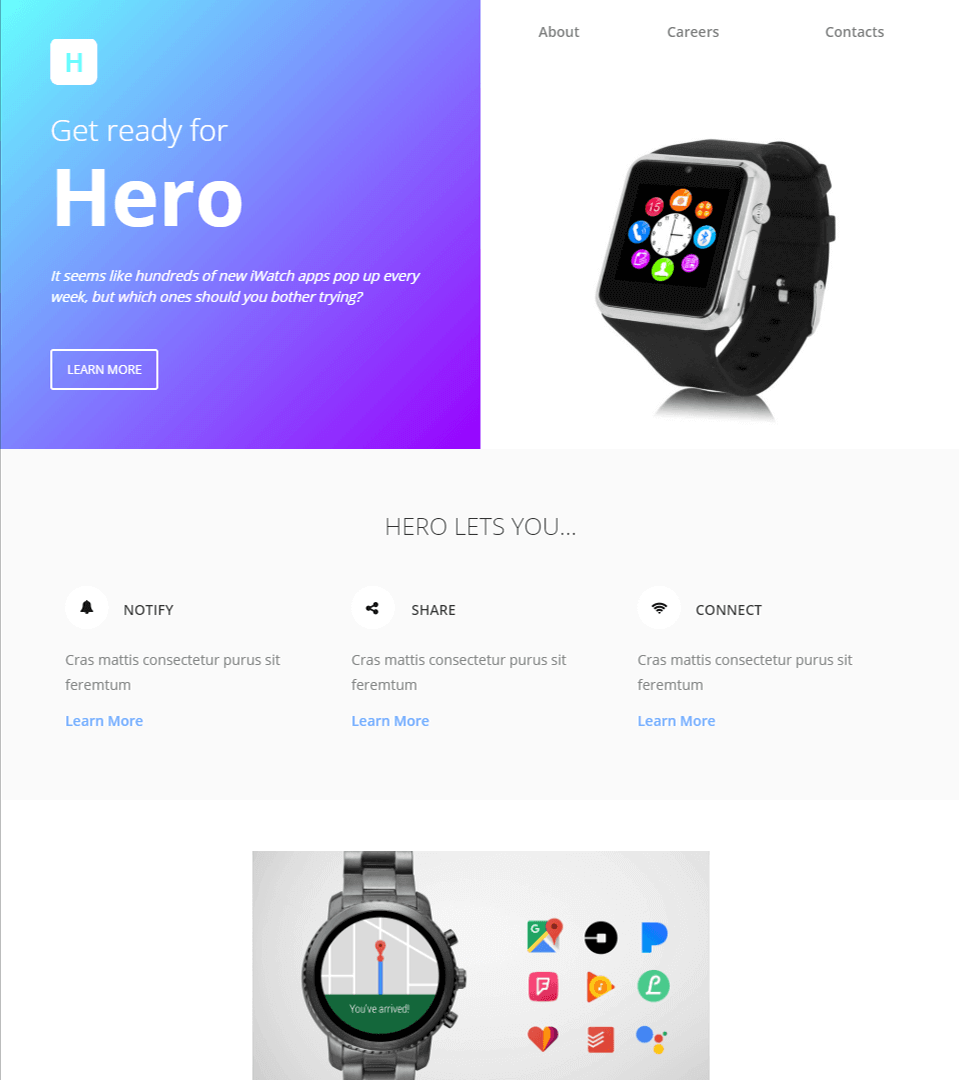 About Careers Contacts
H
Get ready for
Hero
It seems like hundreds of new iWatch apps pop up every
week, but which ones should you bother trying?
LEARN MORE
15
HERO LETS YOU...
NOTIFY
SHARE
CONNECT
Cras mattis consectetur purus sit
feremtum
Learn More
Cras mattis consectetur purus sit
feremtum
Learn More
Cras mattis consectetur purus sit
feremtum
Learn More
You've arrived!
G